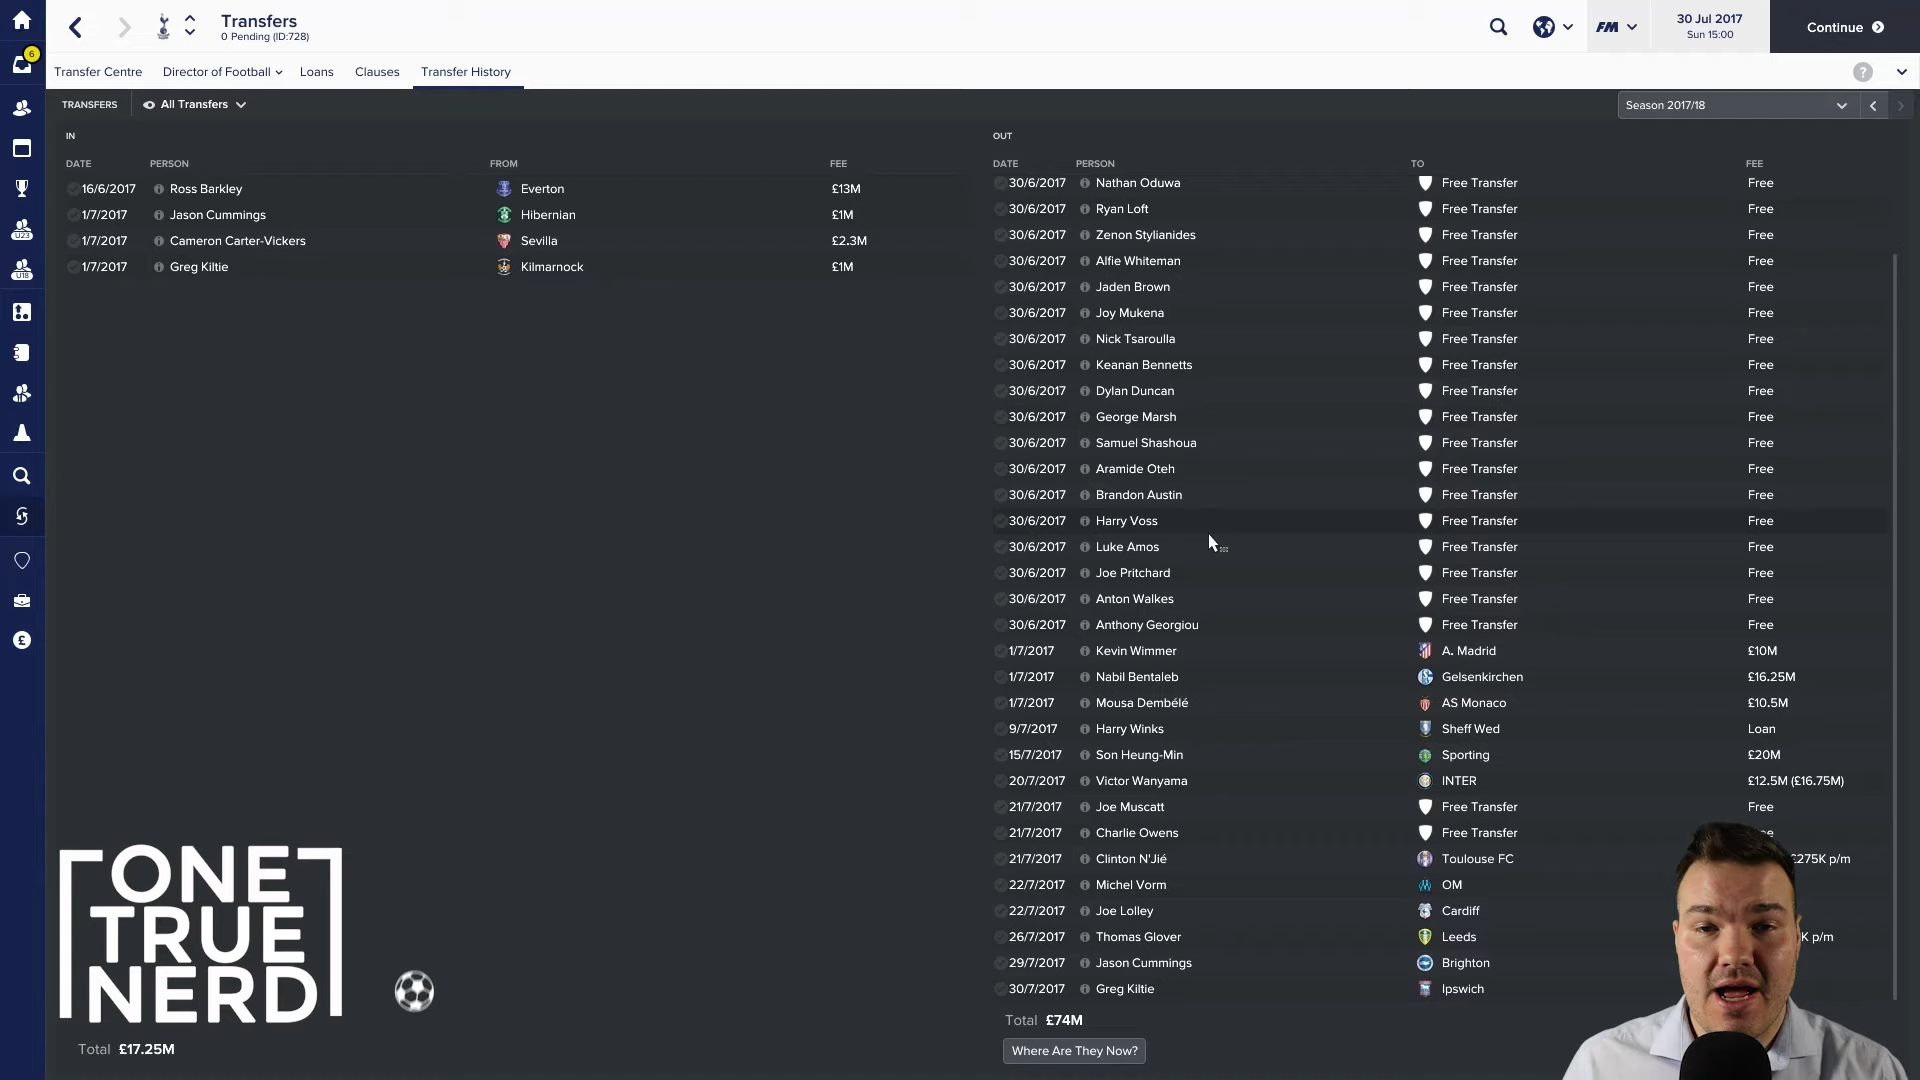 Transfers
0 Pending (ID:728)
FM
30 Jul 2017
Sun 15:00
Continue
6
U23
U18
Transfer Centre
Director of Football
Loans
Clauses
Transfer History
?
TRANSFERS
All Transfers
Season 2017/18
IN
DATE PERSON FROM FEE
16/6/2017 Ross Barkley Everton £13M
1/7/2017 Jason Cummings Hibernian £1M
1/7/2017 Cameron Carter-Vickers Sevilla £2.3M
1/7/2017 Greg Kiltie Kilmarnock £1M
OUT
DATE PERSON TO FEE
30/6/2017 Nathan Oduwa Free Transfer Free
30/6/2017 Ryan Loft Free Transfer Free
30/6/2017 Zenon Stylianides Free Transfer Free
30/6/2017 Alfie Whiteman Free Transfer Free
30/6/2017 Jaden Brown Free Transfer Free
30/6/2017 Joy Mukena Free Transfer Free
30/6/2017 Nick Tsaroulla Free Transfer Free
30/6/2017 Keanan Bennetts Free Transfer Free
30/6/2017 Dylan Duncan Free Transfer Free
30/6/2017 George Marsh Free Transfer Free
30/6/2017 Samuel Shashoua Free Transfer Free
30/6/2017 Aramide Oteh Free Transfer Free
30/6/2017 Brandon Austin Free Transfer Free
30/6/2017 Harry Voss Free Transfer Free
30/6/2017 Luke Amos Free Transfer Free
30/6/2017 Joe Pritchard Free Transfer Free
30/6/2017 Anton Walkes Free Transfer Free
30/6/2017 Anthony Georgiou Free Transfer Free
1/7/2017 Kevin Wimmer A. Madrid £10M
1/7/2017 Nabil Bentaleb Gelsenkirchen £16.25M
1/7/2017 Mousa Dembélé AS Monaco £10.5M
9/7/2017 Harry Winks Sheff Wed Loan
15/7/2017 Son Heung-Min Sporting £20M
20/7/2017 Victor Wanyama INTER £12.5M (£16.75M)
21/7/2017 Joe Muscatt Free Transfer Free
21/7/2017 Charlie Owens Free Transfer
21/7/2017 Clinton N'Jié Toulouse FC £275K p/m
22/7/2017 Michel Vorm OM
22/7/2017 Joe Lolley Cardiff
26/7/2017 Thomas Glover Leeds K p/m
29/7/2017 Jason Cummings Brighton
30/7/2017 Greg Kiltie Ipswich
Total £74M
Where Are They Now?
ONE
TRUE
NERD
Total £17.25M